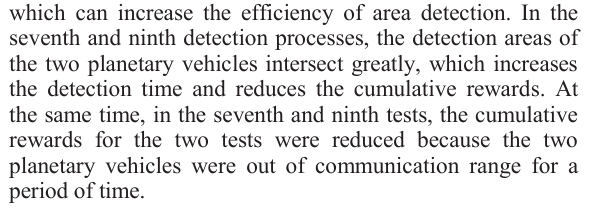 which can increase the efficiency of area detection. In the
seventh and ninth detection processes, the detection areas of
the two planetary vehicles intersect greatly, which increases
the detection time and reduces the cumulative rewards. At
the same time, in the seventh and ninth tests, the cumulative
rewards for the two tests were reduced because the two
planetary vehicles were out of communication range for a
period of time.